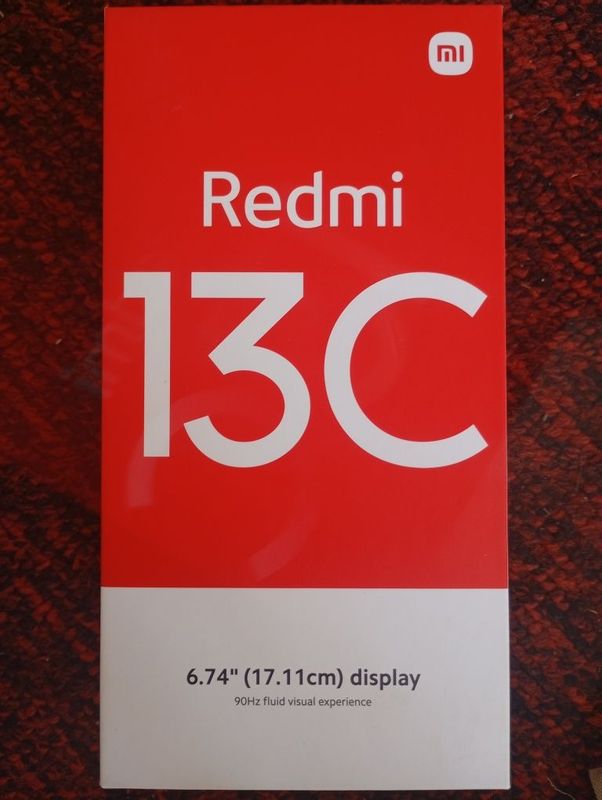 mi
Redmi
13C
6.74" (17.11cm) display
90Hz fluid visual experience